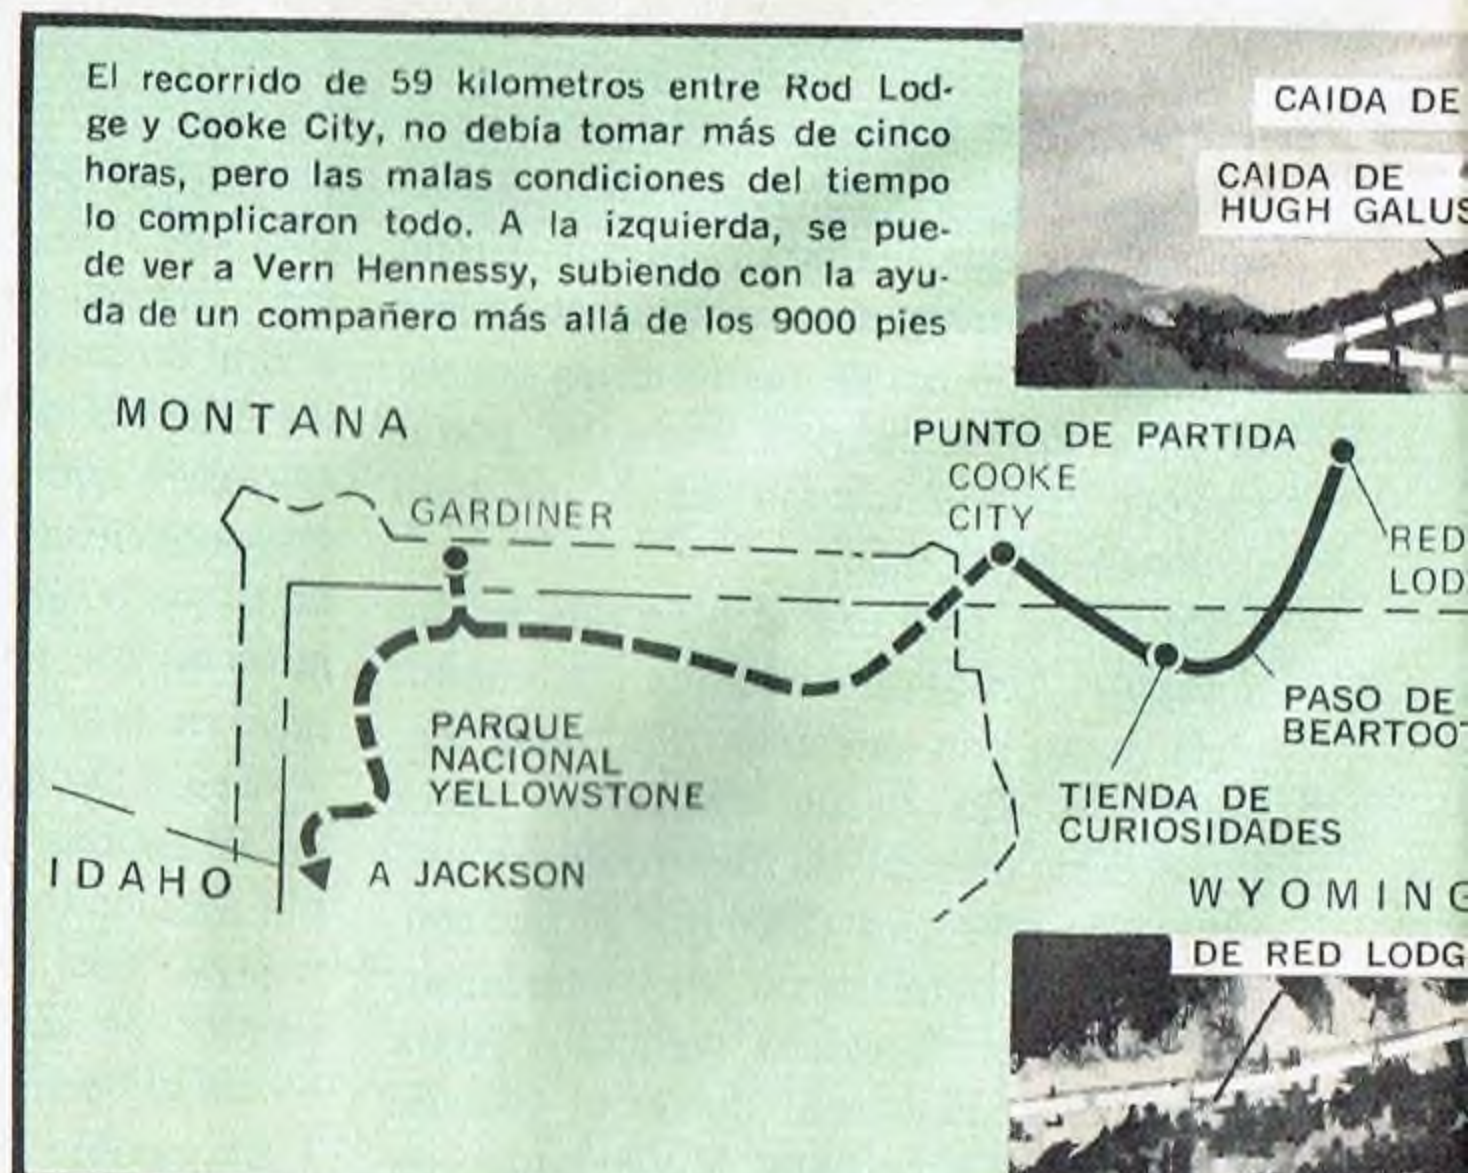 El recorrido de 59 kilometros entre Rod Lod-
ge y Cooke City, no debía tomar más de cinco
horas, pero las malas condiciones del tiempo
lo complicaron todo. A la izquierda, se pue-
de ver a Vern Hennessy, subiendo con la ayu-
da de un compañero más allá de los 9000 pies
CAIDA DE
CAIDA DE
HUGH
MONTANA
PUNTO DE PARTIDA
COOKE
CITY
GARDINER
RED
PASO DE
PARQUE
NACIONAL
YELLOWSTONE
TIENDA DE
CURIOSIDADES
IDAHO
A JACKSON
WYOMING
DE RED